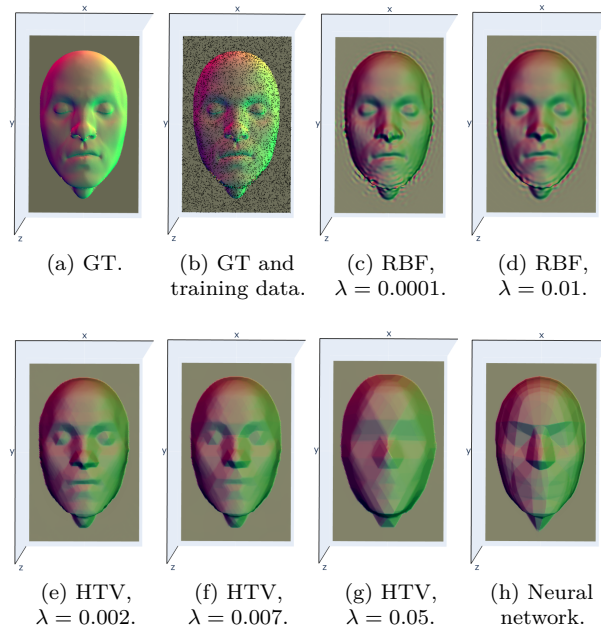 x
x
x
x
y
y
y
y
z
z
z
z
(a) GT.
(b) GT and
training data.
(c) RBF,
λ = 0.0001.
(d) RBF,
λ = 0.01.
x
x
x
x
y
y
y
y
z
z
z
z
(e) HTV,
λ = 0.002.
(f) HTV,
λ = 0.007.
(g) HTV,
λ = 0.05.
(h) Neural
network.